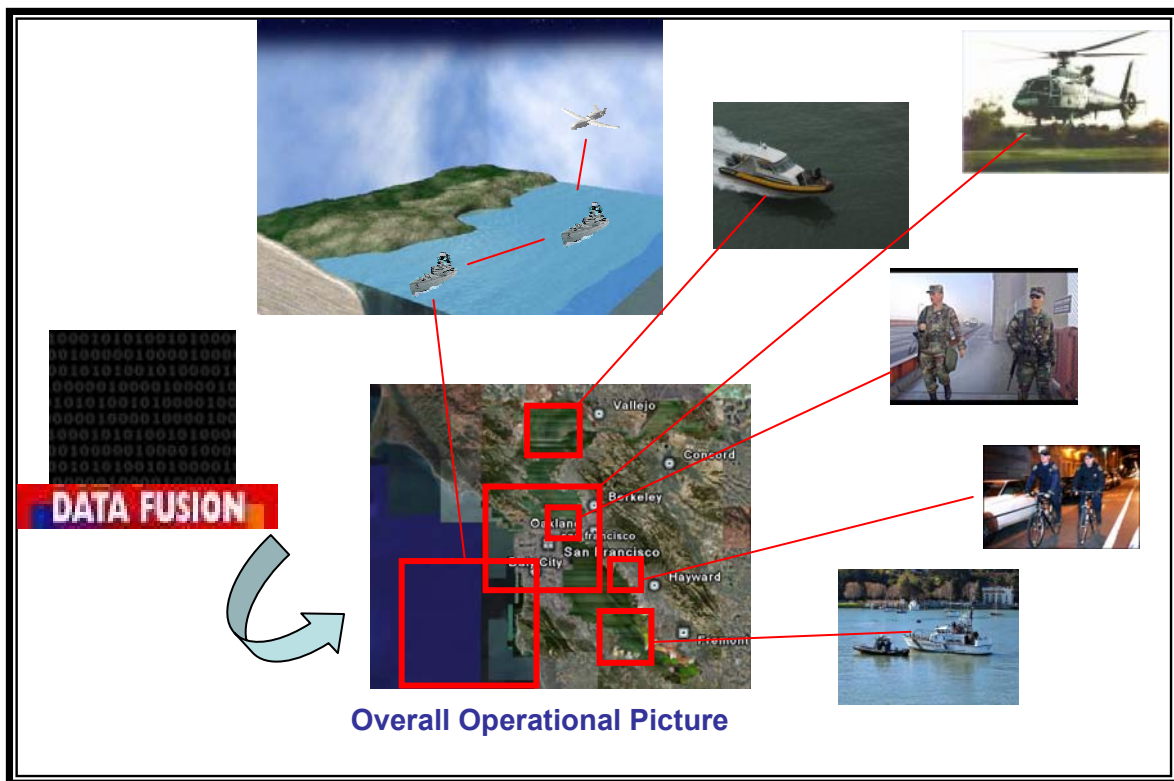 Vallejo
Concord
Berkeley
Oakland
San Francisco
Daly City
Hayward
Fremont
DATA FUSION
Overall Operational Picture